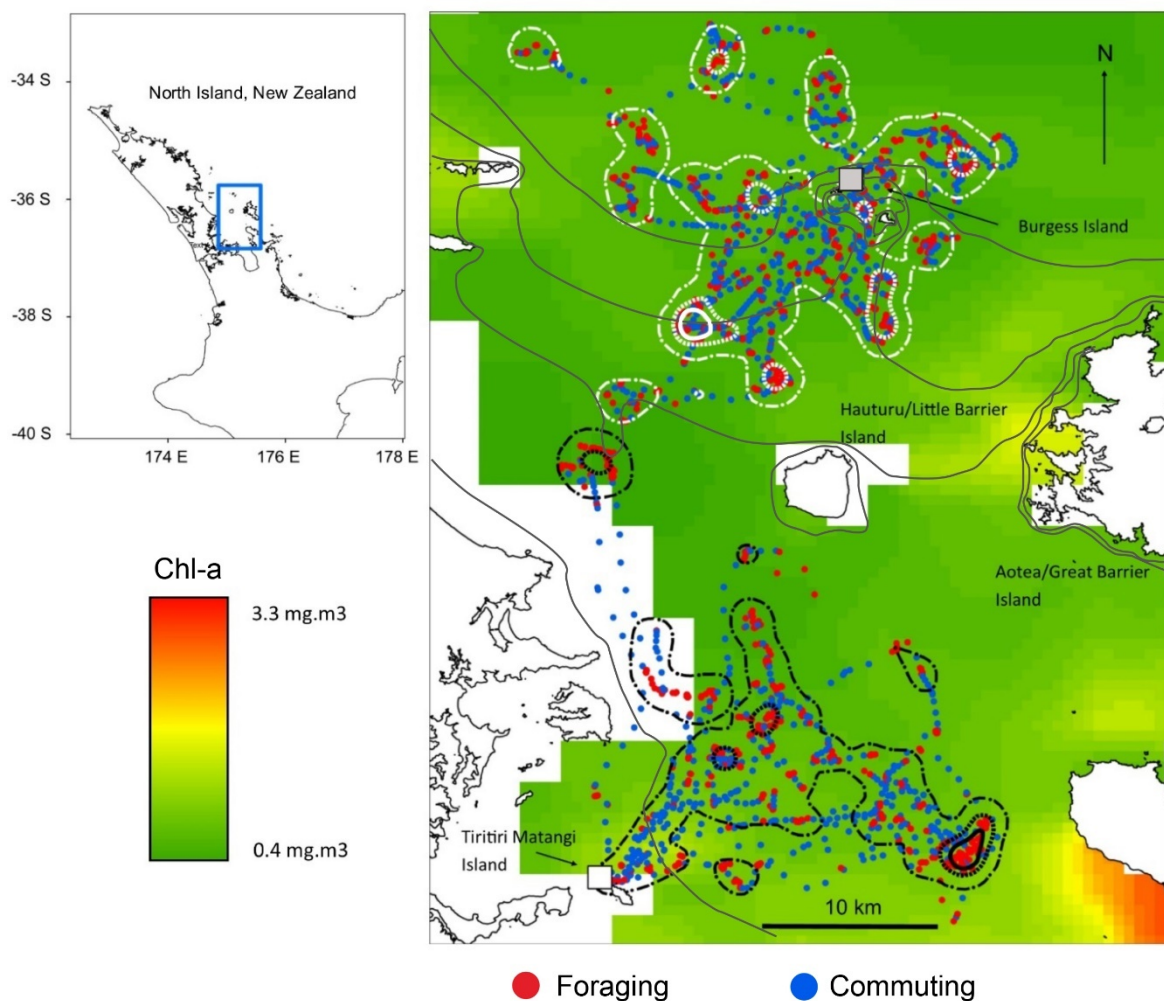 North Island, New Zealand
-34 S
-36 S
-38 S
-40 S
174 E
176 E
178 E
Chl-a
3.3 mg.m3
0.4 mg.m3
N
Burgess Island
Hauturu/Little Barrier
Island
Aotea/Great Barrier
Island
Tiritiri Matangi
Island
10 km
Foraging
Commuting